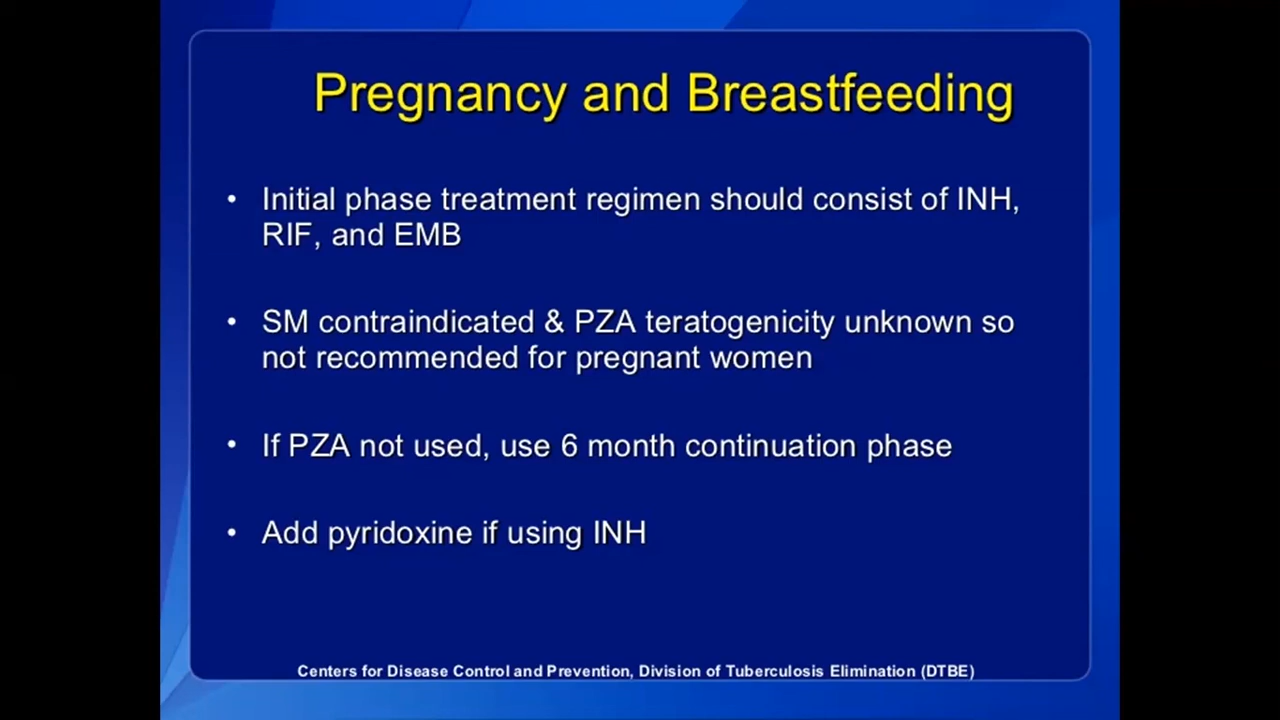 Pregnancy and Breastfeeding
• Initial phase treatment regimen should consist of INH,
RIF, and EMB
• SM contraindicated & PZA teratogenicity unknown so
not recommended for pregnant women
• If PZA not used, use 6 month continuation phase
• Add pyridoxine if using INH
Centers for Disease Control and Prevention, Division of Tuberculosis Elimination (DTBE)